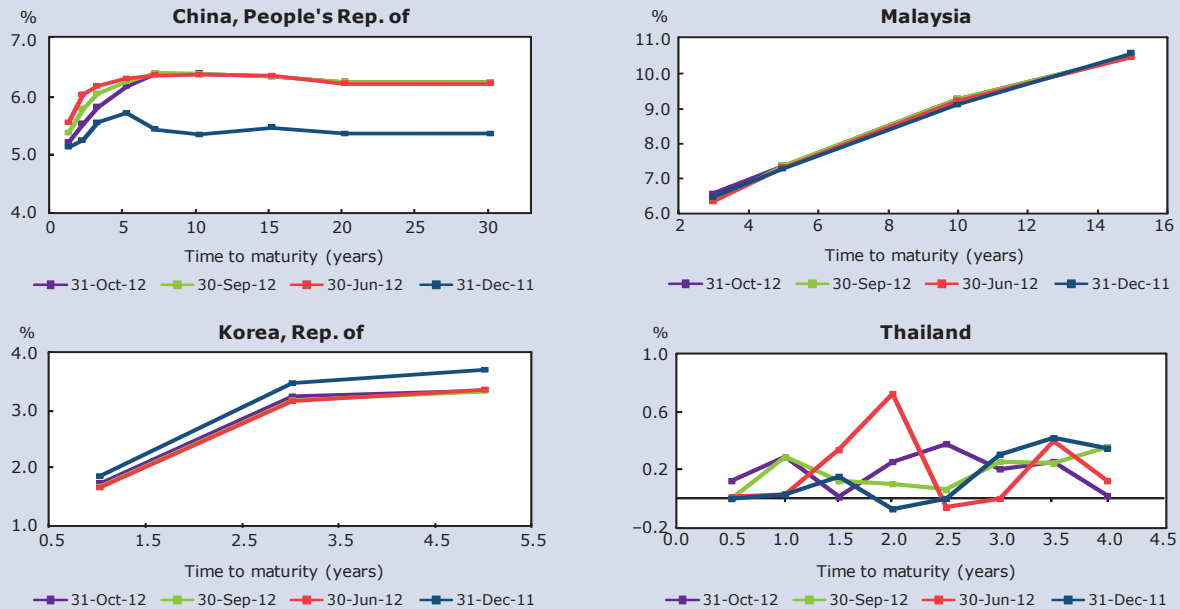 China, People's Rep. of
%
7.0
6.0
5.0
4.0
0 5 10 15 20 25 30
Time to maturity (years)
31-Oct-12 30-Sep-12 30-Jun-12 31-Dec-11
Malaysia
%
11.0
10.0
9.0
8.0
7.0
6.0
2 4 6 8 10 12 14 16
Time to maturity (years)
31-Oct-12 30-Sep-12 30-Jun-12 31-Dec-11
Korea, Rep. of
%
4.0
3.0
2.0
1.0
0.5 1.5 2.5 3.5 4.5 5.5
Time to maturity (years)
31-Oct-12 30-Sep-12 30-Jun-12 31-Dec-11
Thailand
%
1.0
0.6
0.2
−0.2
0.0 0.5 1.0 1.5 2.0 2.5 3.0 3.5 4.0 4.5
Time to maturity (years)
31-Oct-12 30-Sep-12 30-Jun-12 31-Dec-11